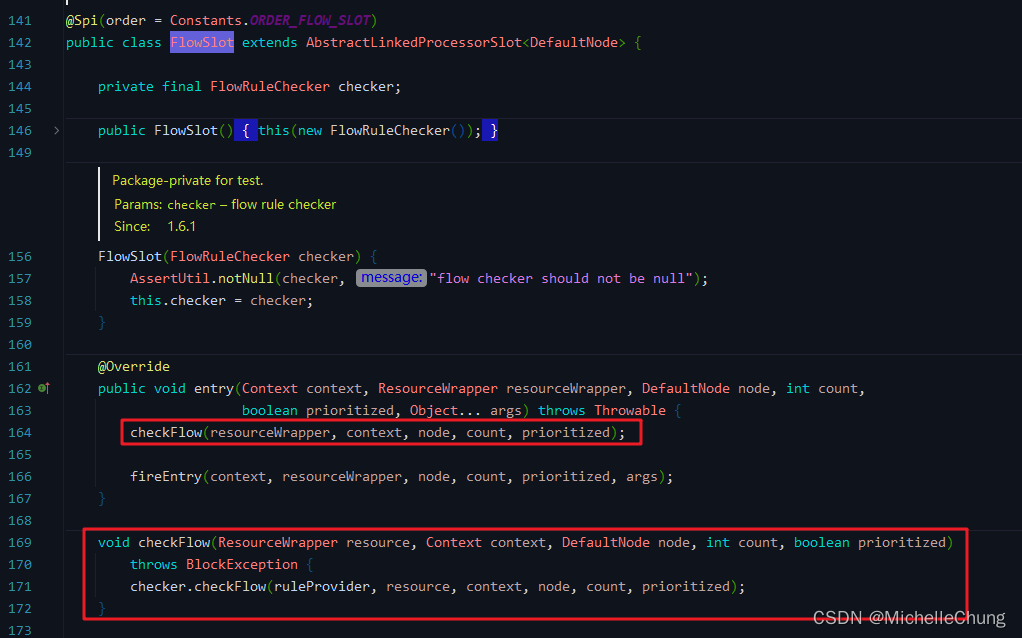 141 @Spi(order = Constants.ORDER_FLOW_SLOT)
142 public class FlowSlot extends AbstractLinkedProcessorSlot<DefaultNode> {
143
144 private final FlowRuleChecker checker;
145
146 public FlowSlot() { this(new FlowRuleChecker()); }
149
Package-private for test.
Params: checker – flow rule checker
Since: 1.6.1
156 FlowSlot(FlowRuleChecker checker) {
157 AssertUtil.notNull(checker, message: "flow checker should not be null");
158 this.checker = checker;
159 }
160
161 @Override
162 public void entry(Context context, ResourceWrapper resourceWrapper, DefaultNode node, int count,
163 boolean prioritized, Object... args) throws Throwable {
164 checkFlow(resourceWrapper, context, node, count, prioritized);
165
166 fireEntry(context, resourceWrapper, node, count, prioritized, args);
167 }
168
169 void checkFlow(ResourceWrapper resource, Context context, DefaultNode node, int count, boolean prioritized)
170 throws BlockException {
171 checker.checkFlow(ruleProvider, resource, context, node, count, prioritized);
172 }
173
CSDN @MichelleChung